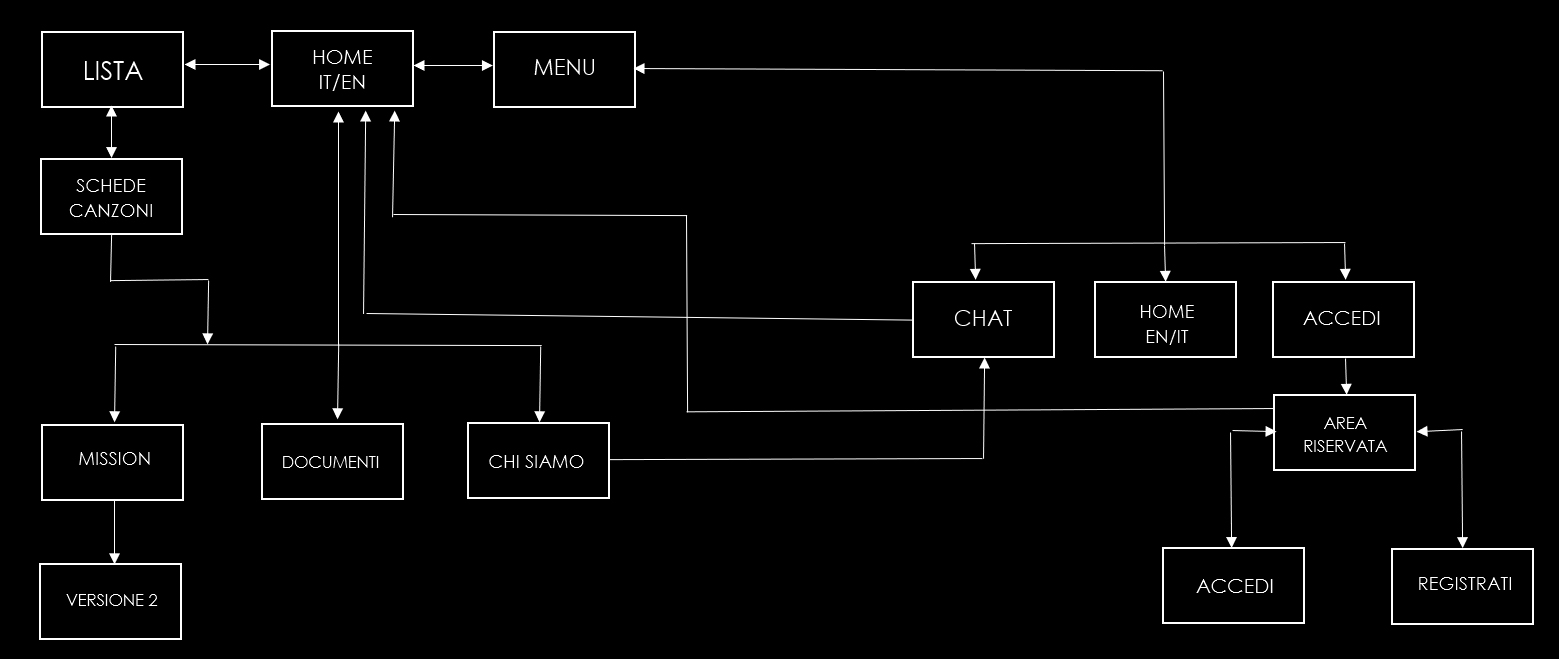 LISTA
HOME
IT/EN
MENU
SCHEDE
CANZONI
CHAT
HOME
EN/IT
ACCEDI
AREA
RISERVATA
MISSION
DOCUMENTI
CHI SIAMO
VERSIONE 2
ACCEDI
REGISTRATI